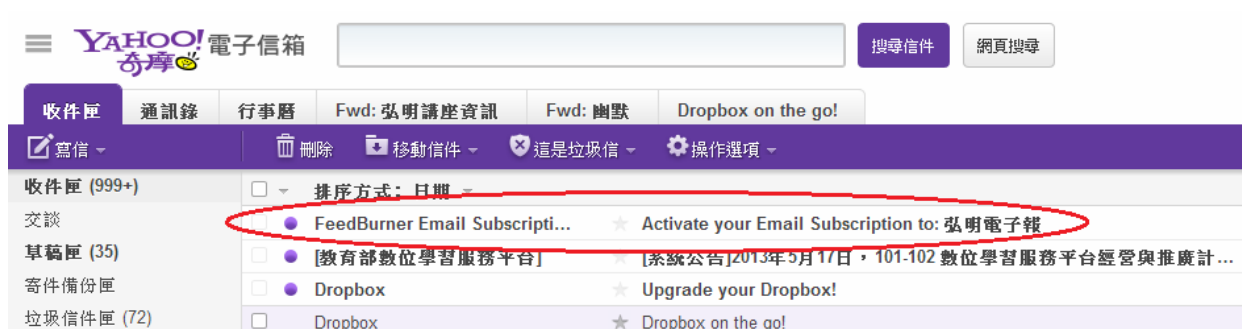 YAHOO! 奇摩 電子信箱 搜尋信件 網頁搜尋
收件匣 通訊錄 行事曆 Fwd: 弘明講座資訊 Fwd: 幽默 Dropbox on the go!
寫信 刪除 移動信件 這是垃圾信 操作選項
收件匣 (999+) 排序方式: 日期
交談 FeedBurner Email Subscripti... Activate your Email Subscription to: 弘明電子報
草稿匣 (35) [教育部數位學習服務平台] [系統公告]2013年5月17日，101-102 數位學習服務平台經營與推廣計...
寄件備份匣 Dropbox Upgrade your Dropbox!
垃圾信件匣 (72) Dropbox Dropbox on the go!